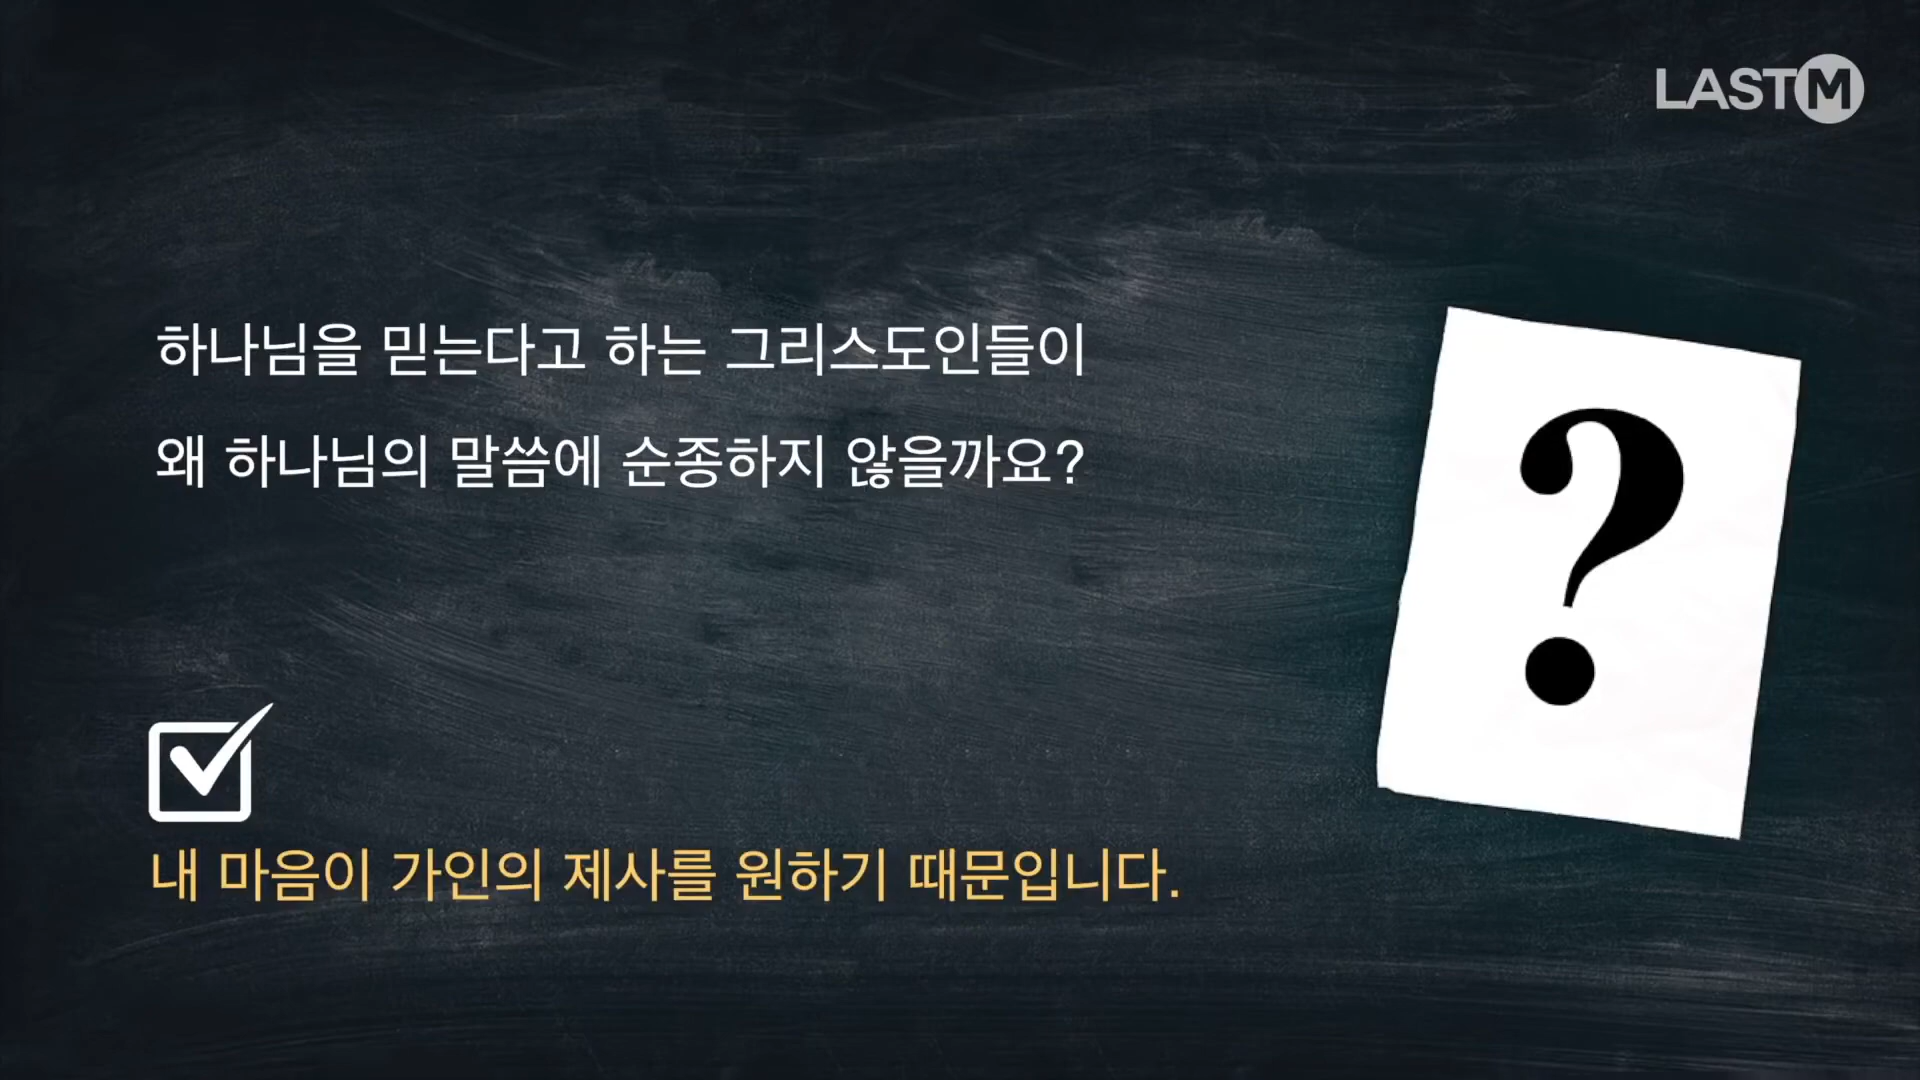 LASTM
하나님을 믿는다고 하는 그리스도인들이
왜 하나님의 말씀에 순종하지 않을까요?
?
내 마음이 가인의 제사를 원하기 때문입니다.